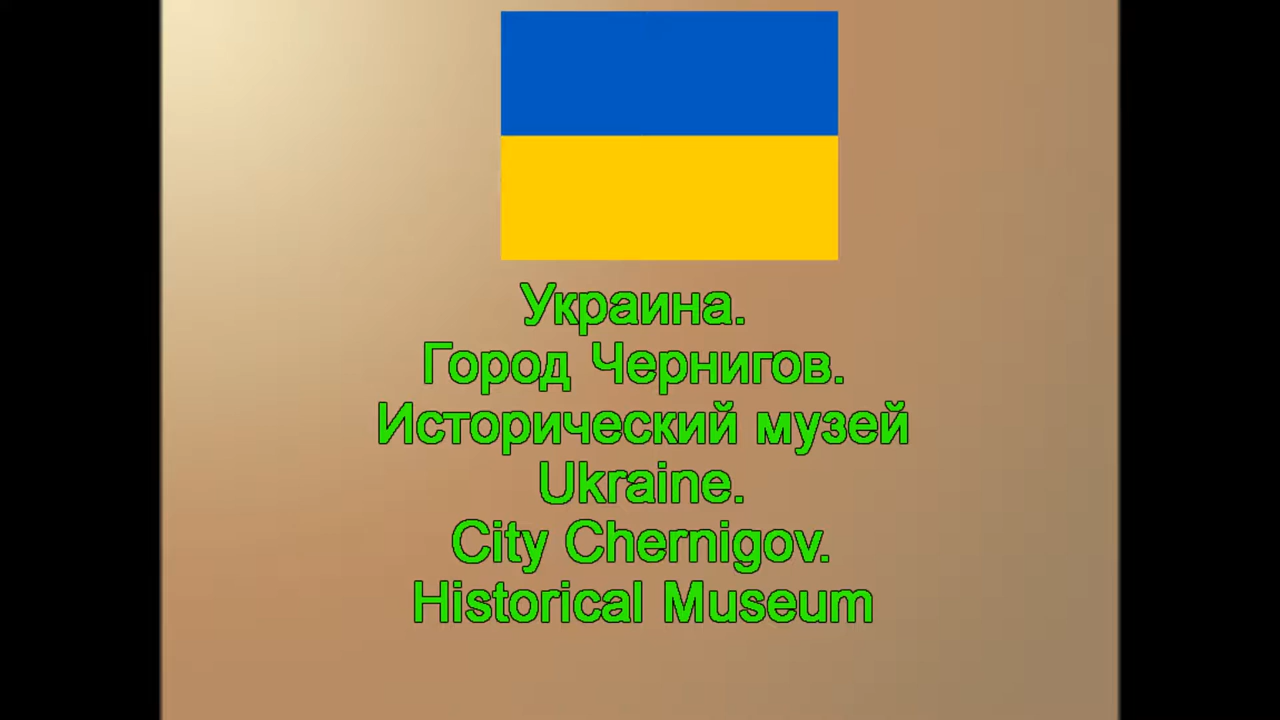 Украина.
Город Чернигов.
Исторический музей
Ukraine.
City Chernigov.
Historical Museum